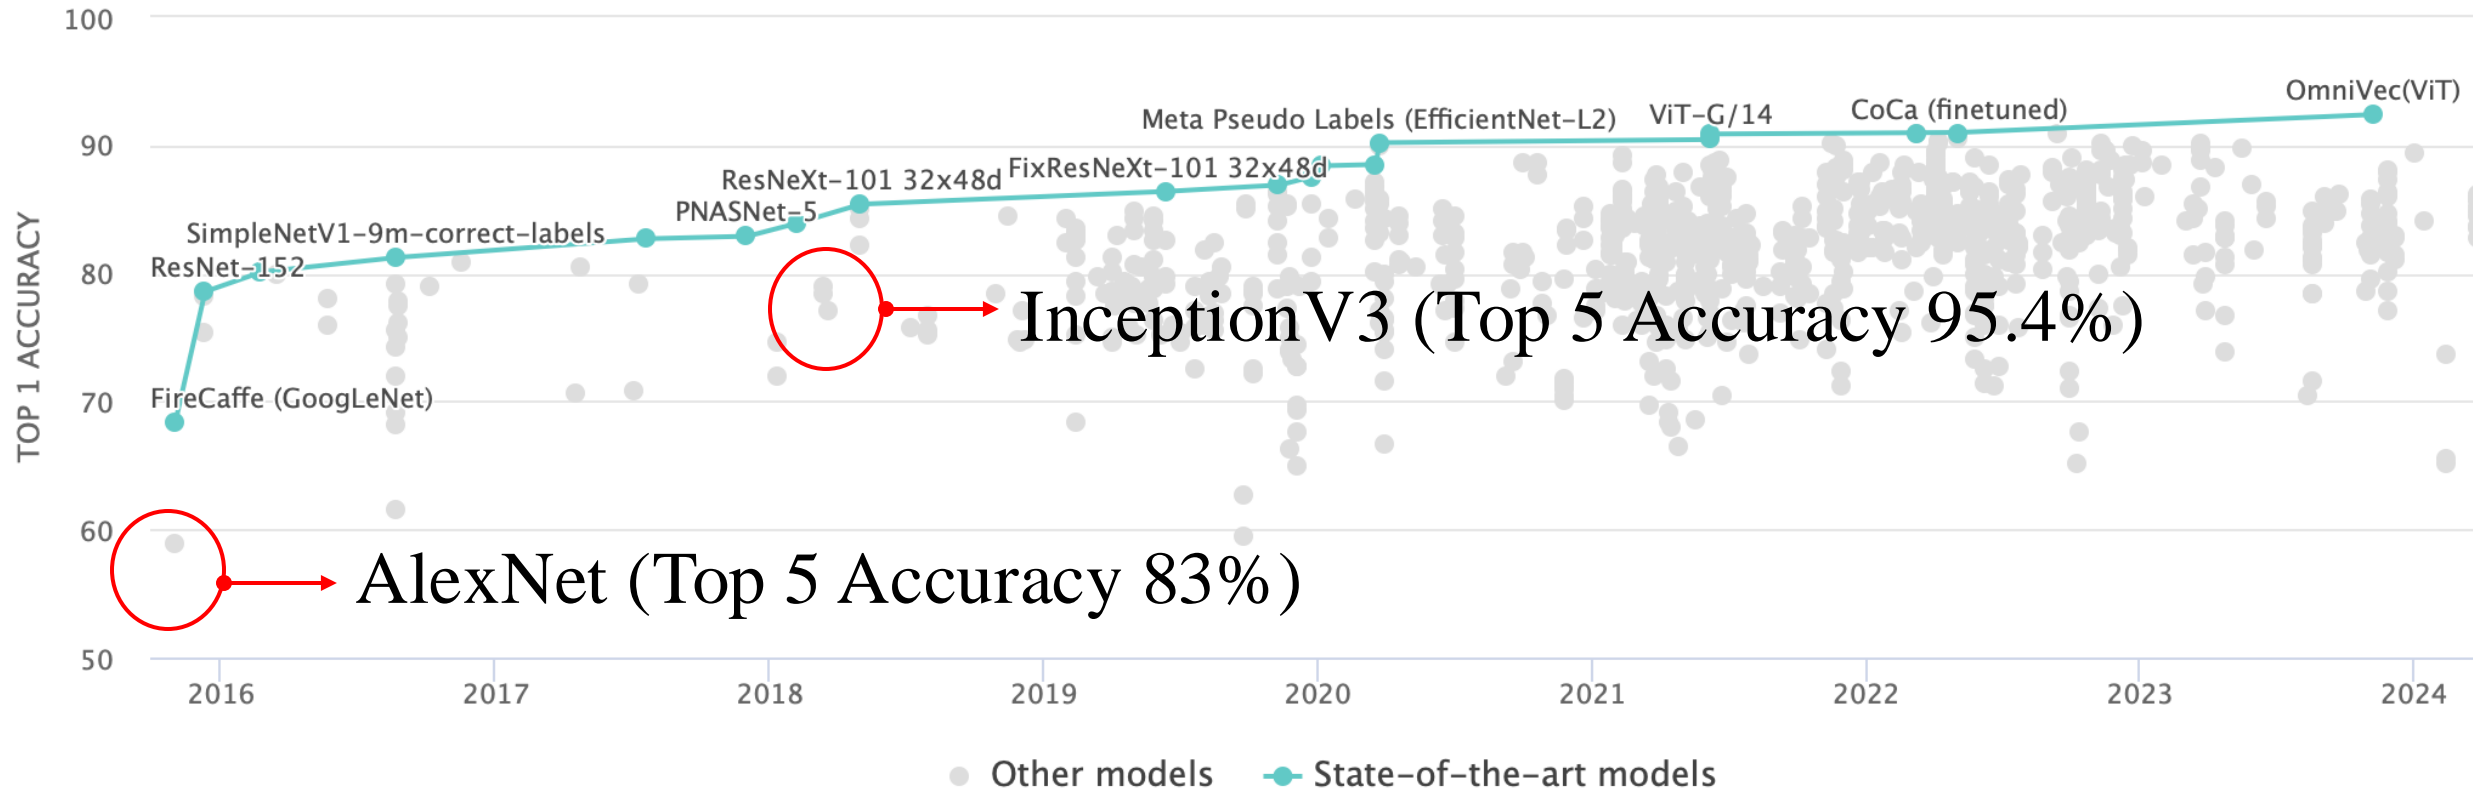 100
OmniVec(ViT)
CoCa (finetuned)
ViT-G/14
Meta Pseudo Labels (EfficientNet-L2)
90
FixResNeXt-101 32x48d
ResNeXt-101 32x48d
PNASNet-5
SimpleNetV1-9m-correct-labels
ResNet-152
80
InceptionV3 (Top 5 Accuracy 95.4%)
TOP 1 ACCURACY
FireCaffe (GoogLeNet)
70
60
AlexNet (Top 5 Accuracy 83%)
50
2016 2017 2018 2019 2020 2021 2022 2023 2024
Other models State-of-the-art models